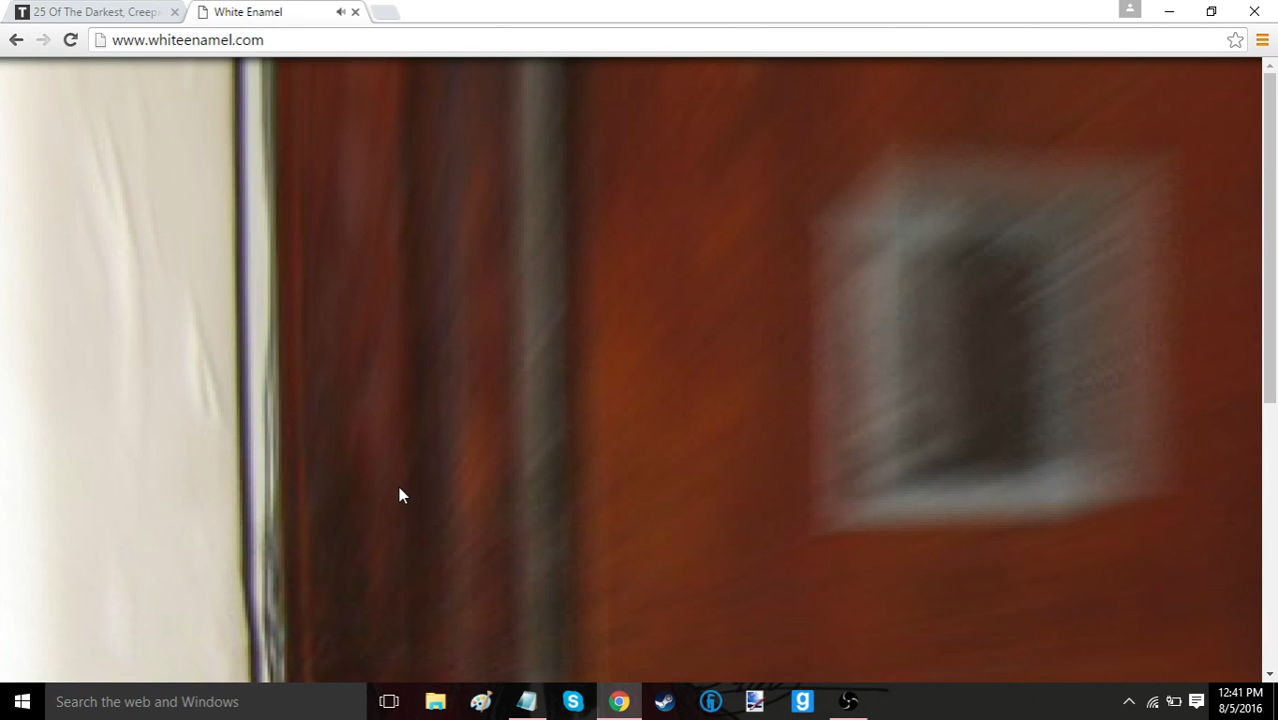 25 Of The Darkest, Creep
White Enamel
www.whiteenamel.com
Search the web and Windows
12:41 PM
8/5/2016